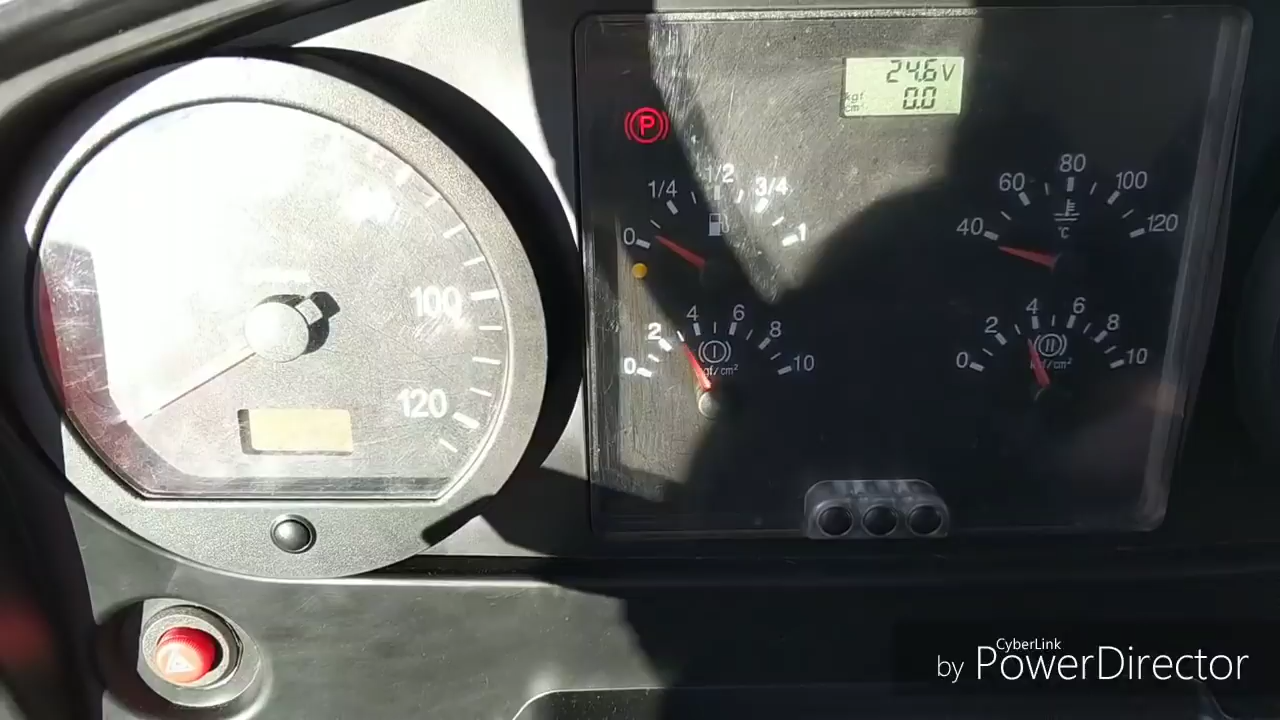 24.6 V
kgf
cm² 0.0
P
1/4 1/2 3/4
0 1
60 80 100
40 °C 120
100
2 4 6 8
0 I 10
kgf/cm²
2 4 6 8
0 II 10
kgf/cm²
120
CyberLink
by PowerDirector